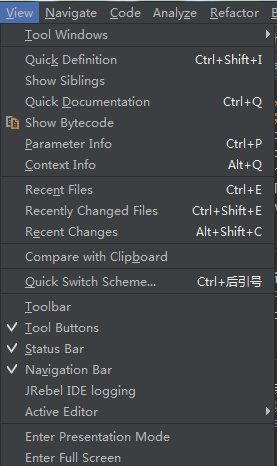 View Navigate Code Analyze Refactor
Tool Windows
Quick Definition Ctrl+Shift+I
Show Siblings
Quick Documentation Ctrl+Q
Show Bytecode
Parameter Info Ctrl+P
Context Info Alt+Q
Recent Files Ctrl+E
Recently Changed Files Ctrl+Shift+E
Recent Changes Alt+Shift+C
Compare with Clipboard
Quick Switch Scheme... Ctrl+后引号
Toolbar
Tool Buttons
Status Bar
Navigation Bar
JRebel IDE logging
Active Editor
Enter Presentation Mode
Enter Full Screen